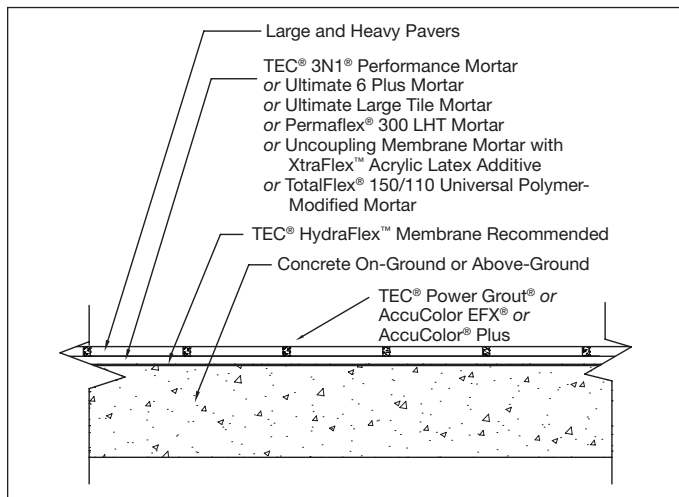 Large and Heavy Pavers
TEC® 3N1® Performance Mortar
or Ultimate 6 Plus Mortar
or Ultimate Large Tile Mortar
or Permaflex® 300 LHT Mortar
or Uncoupling Membrane Mortar with
XtraFlex™ Acrylic Latex Additive
or TotalFlex® 150/110 Universal Polymer-
Modified Mortar
TEC® HydraFlex™ Membrane Recommended
Concrete On-Ground or Above-Ground
TEC® Power Grout® or
AccuColor EFX® or
AccuColor® Plus